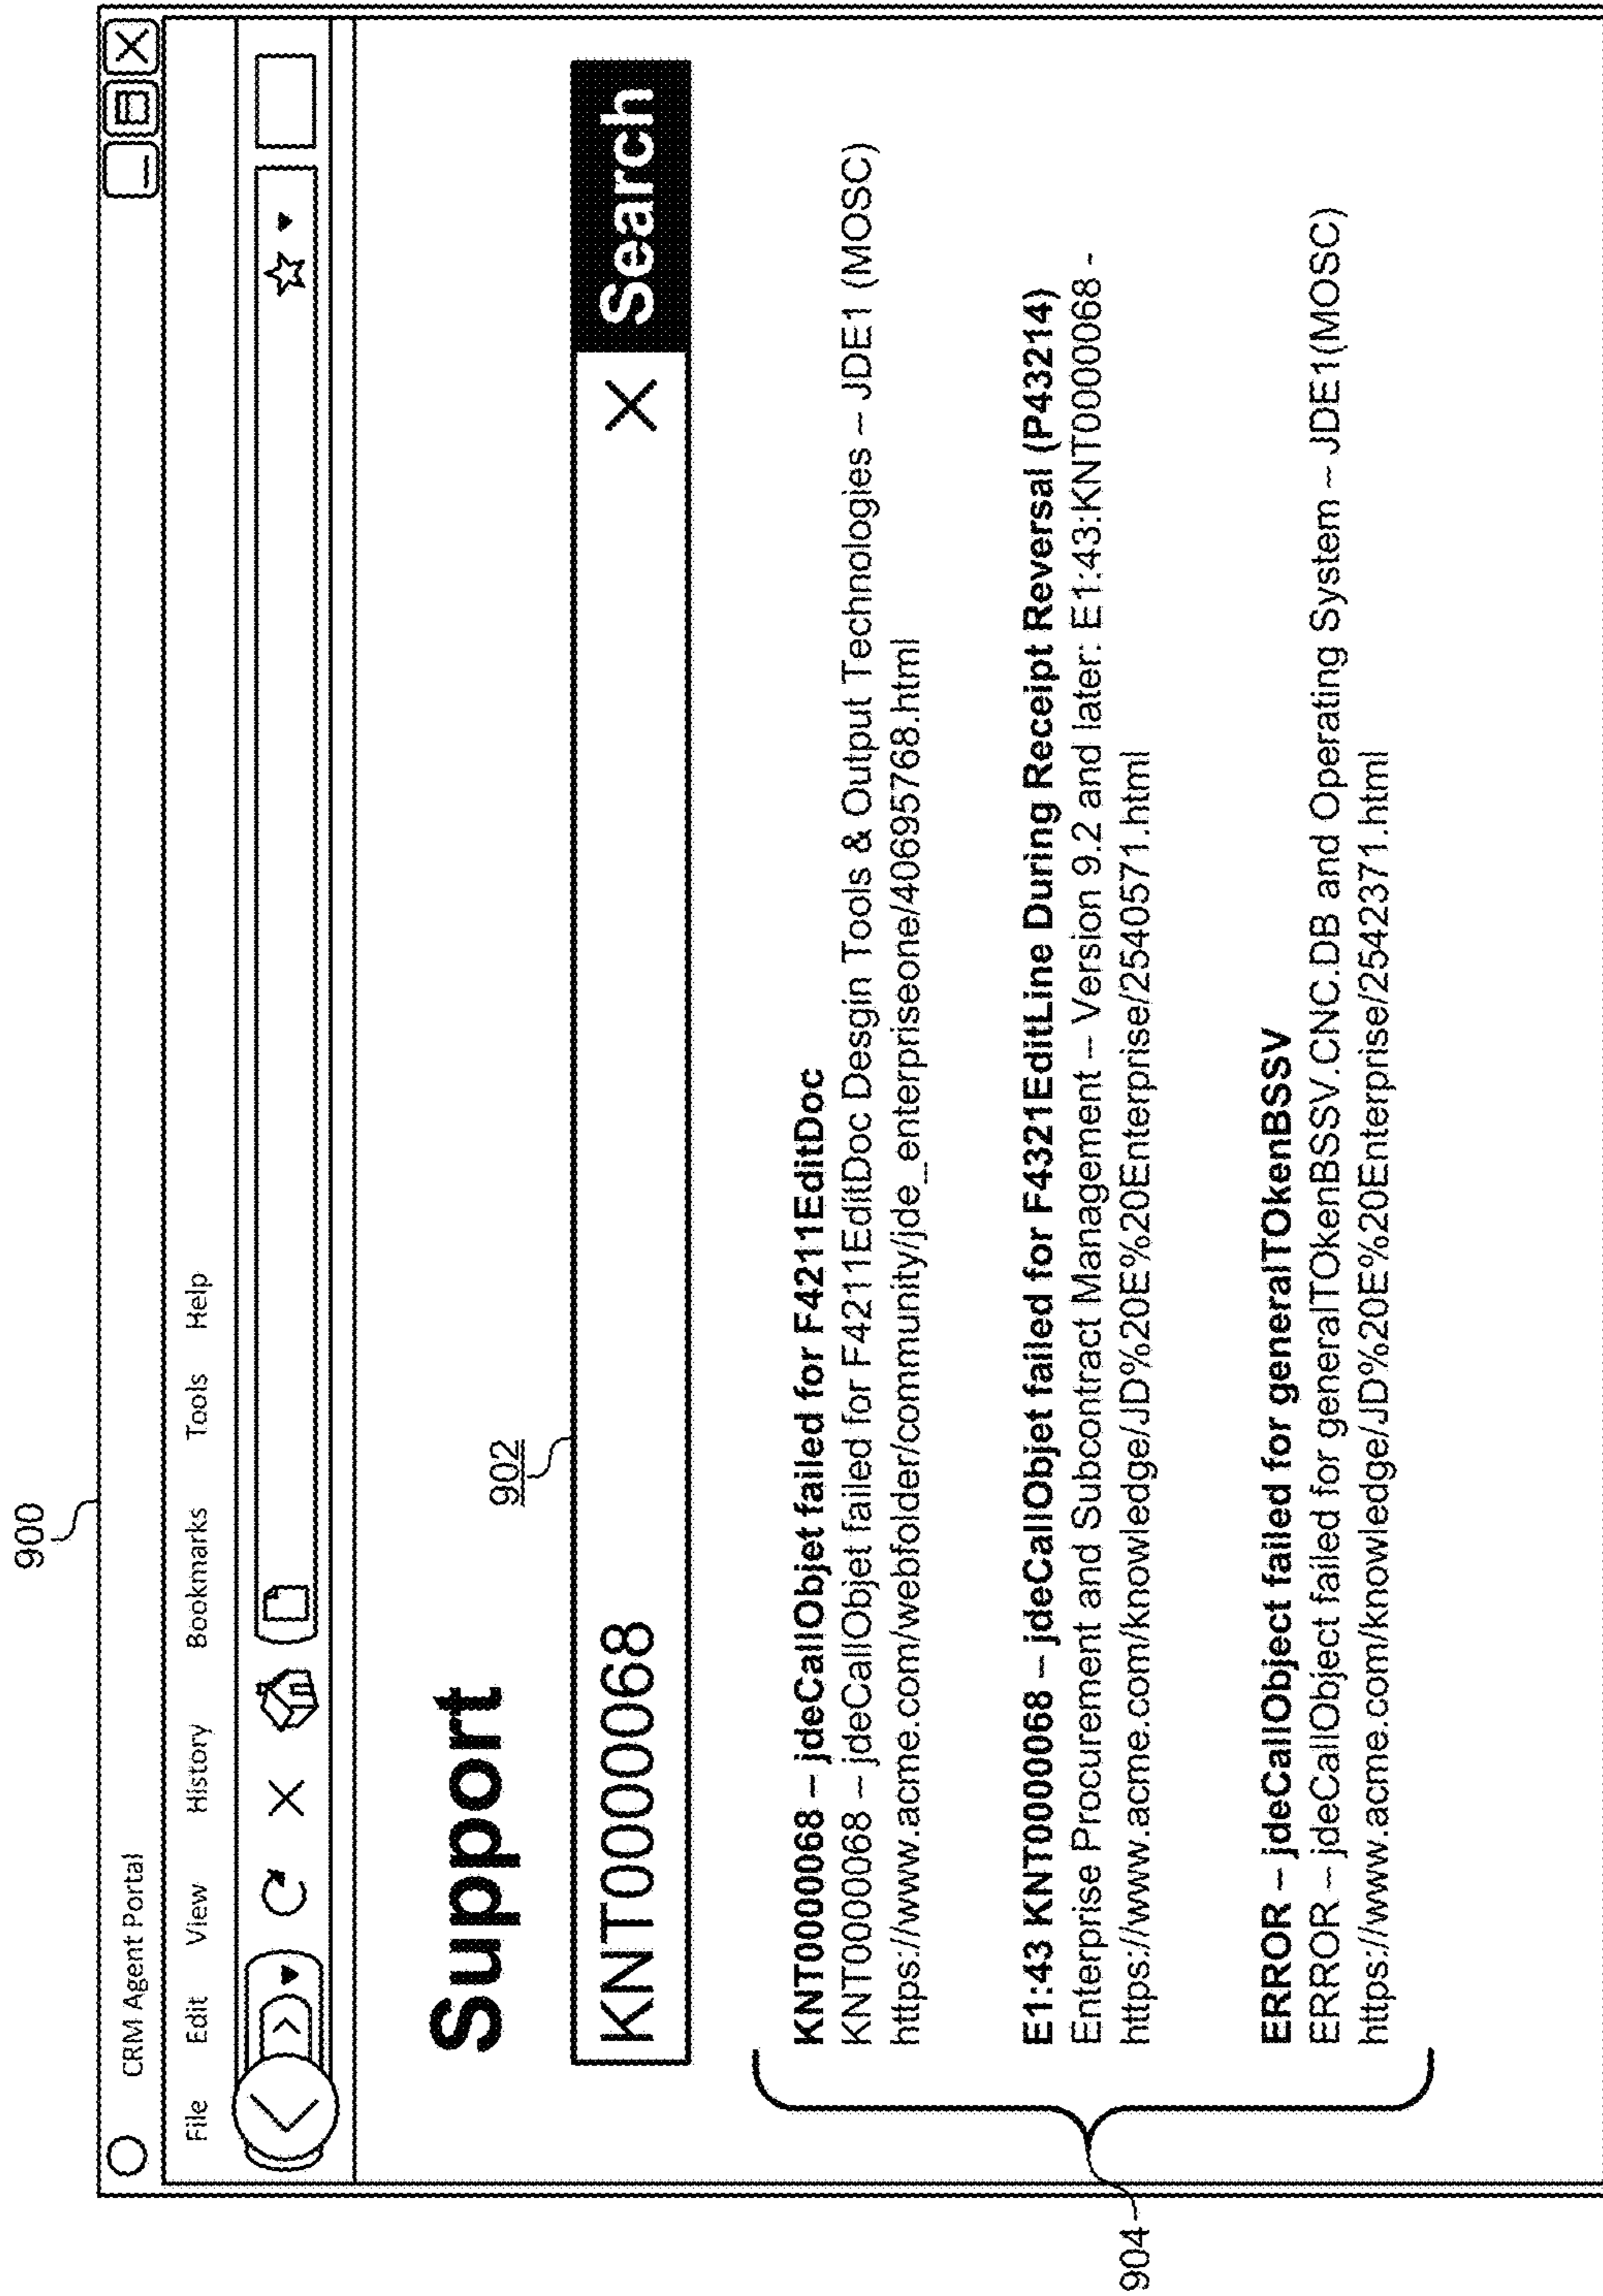 900
CRM Agent Portal
File Edit View History Bookmarks Tools Help
Support
902
KNT0000068 X Search
KNT000068 – jdeCallObjet failed for F4211EditDoc
KNT000068 – jdeCallObjet failed for F4211EditDoc Desgin Tools & Output Technologies – JDE1 (MOSC)
https://www.acme.com/webfolder/community/jde_enterpriseone/40695768.html
E1:43 KNT000068 – jdeCallObjet failed for F4321EditLine During Receipt Reversal (P43214)
Enterprise Procurement and Subcontract Management – Version 9.2 and later: E1:43:KNT0000068 -
https://www.acme.com/knowledge/JD%20E%20Enterprise/2540571.html
ERROR – jdeCallObject failed for generalTOkenBSSV
ERROR – jdeCallObject failed for generalTOkenBSSV.CNC.DB and Operating System – JDE1(MOSC)
https://www.acme.com/knowledge/JD%20E%20Enterprise/2542371.html
904